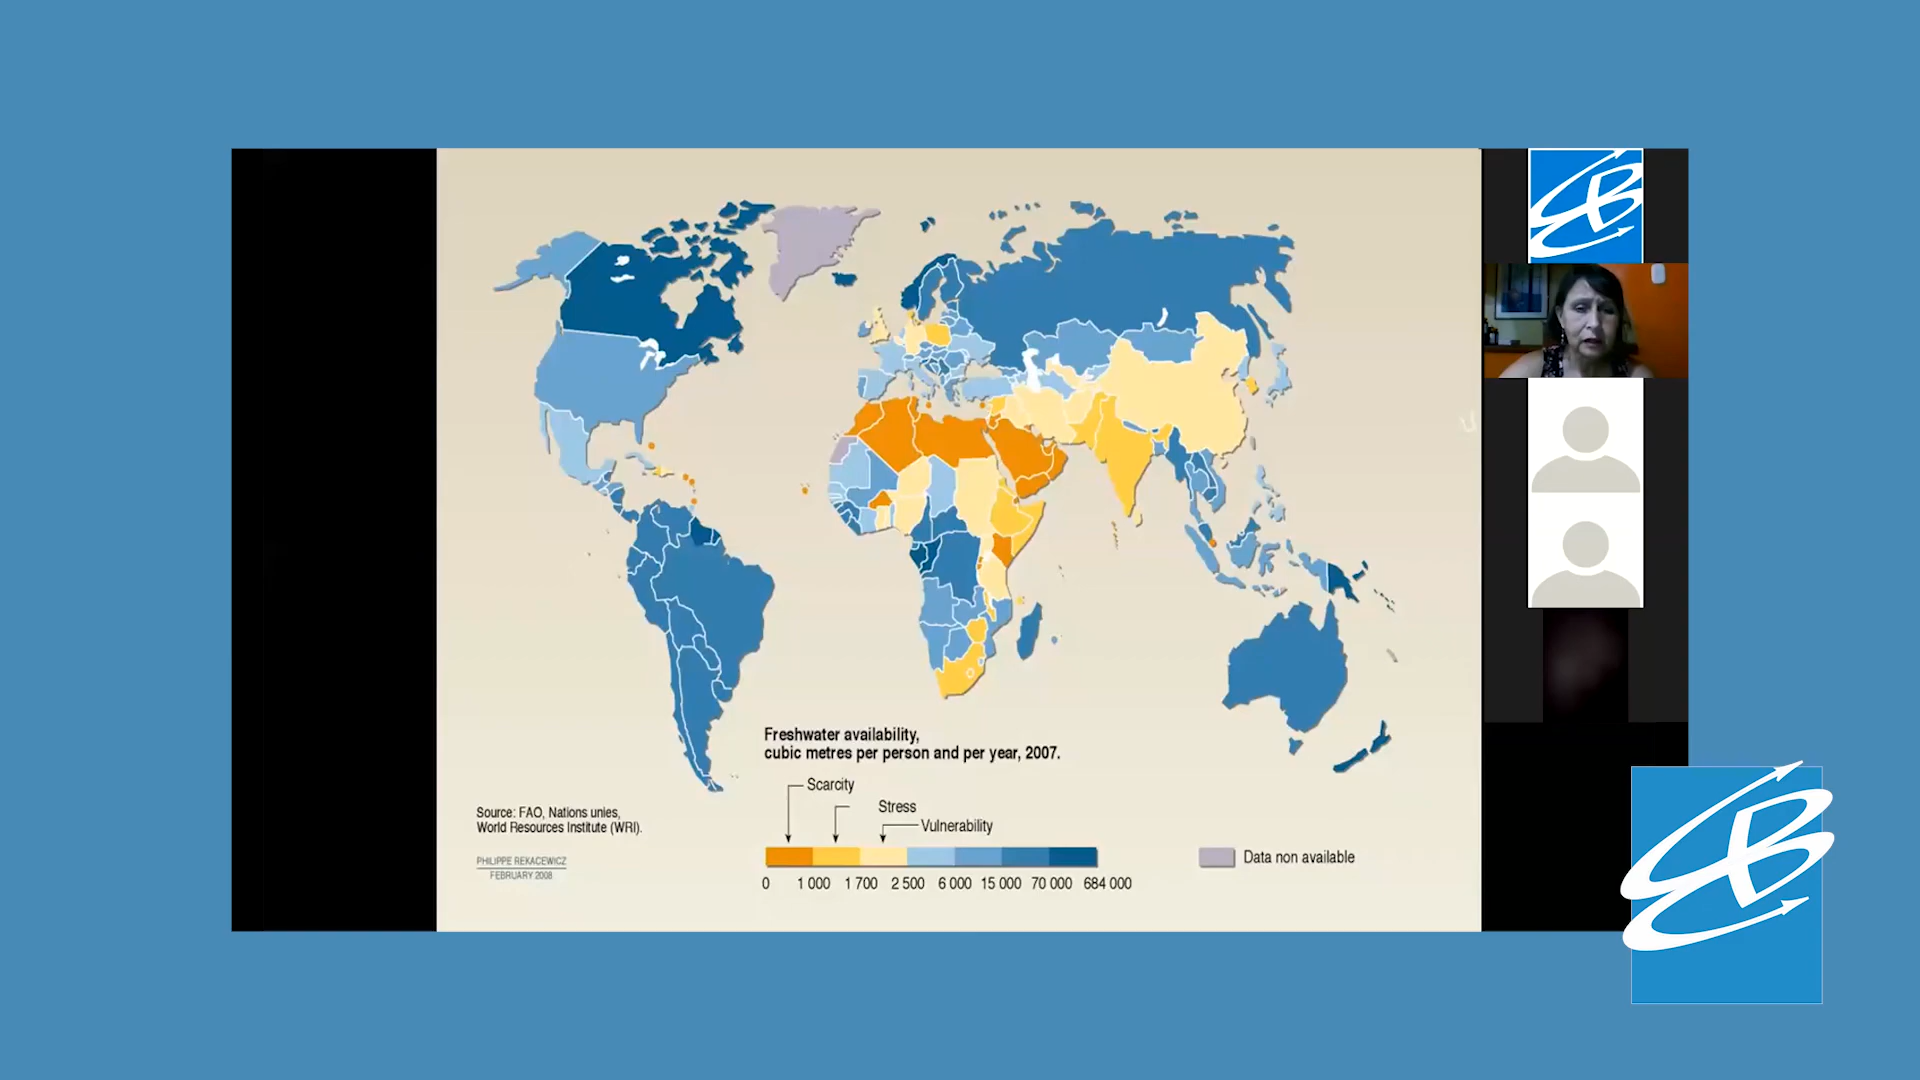 Freshwater availability,
cubic metres per person and per year, 2007.
Scarcity
Stress
Vulnerability
0 1 000 1 700 2 500 6 000 15 000 70 000 684 000
Data non available
Source: FAO, Nations unies,
World Resources Institute (WRI).
PHILIPPE REKACEWICZ
FEBRUARY 2008